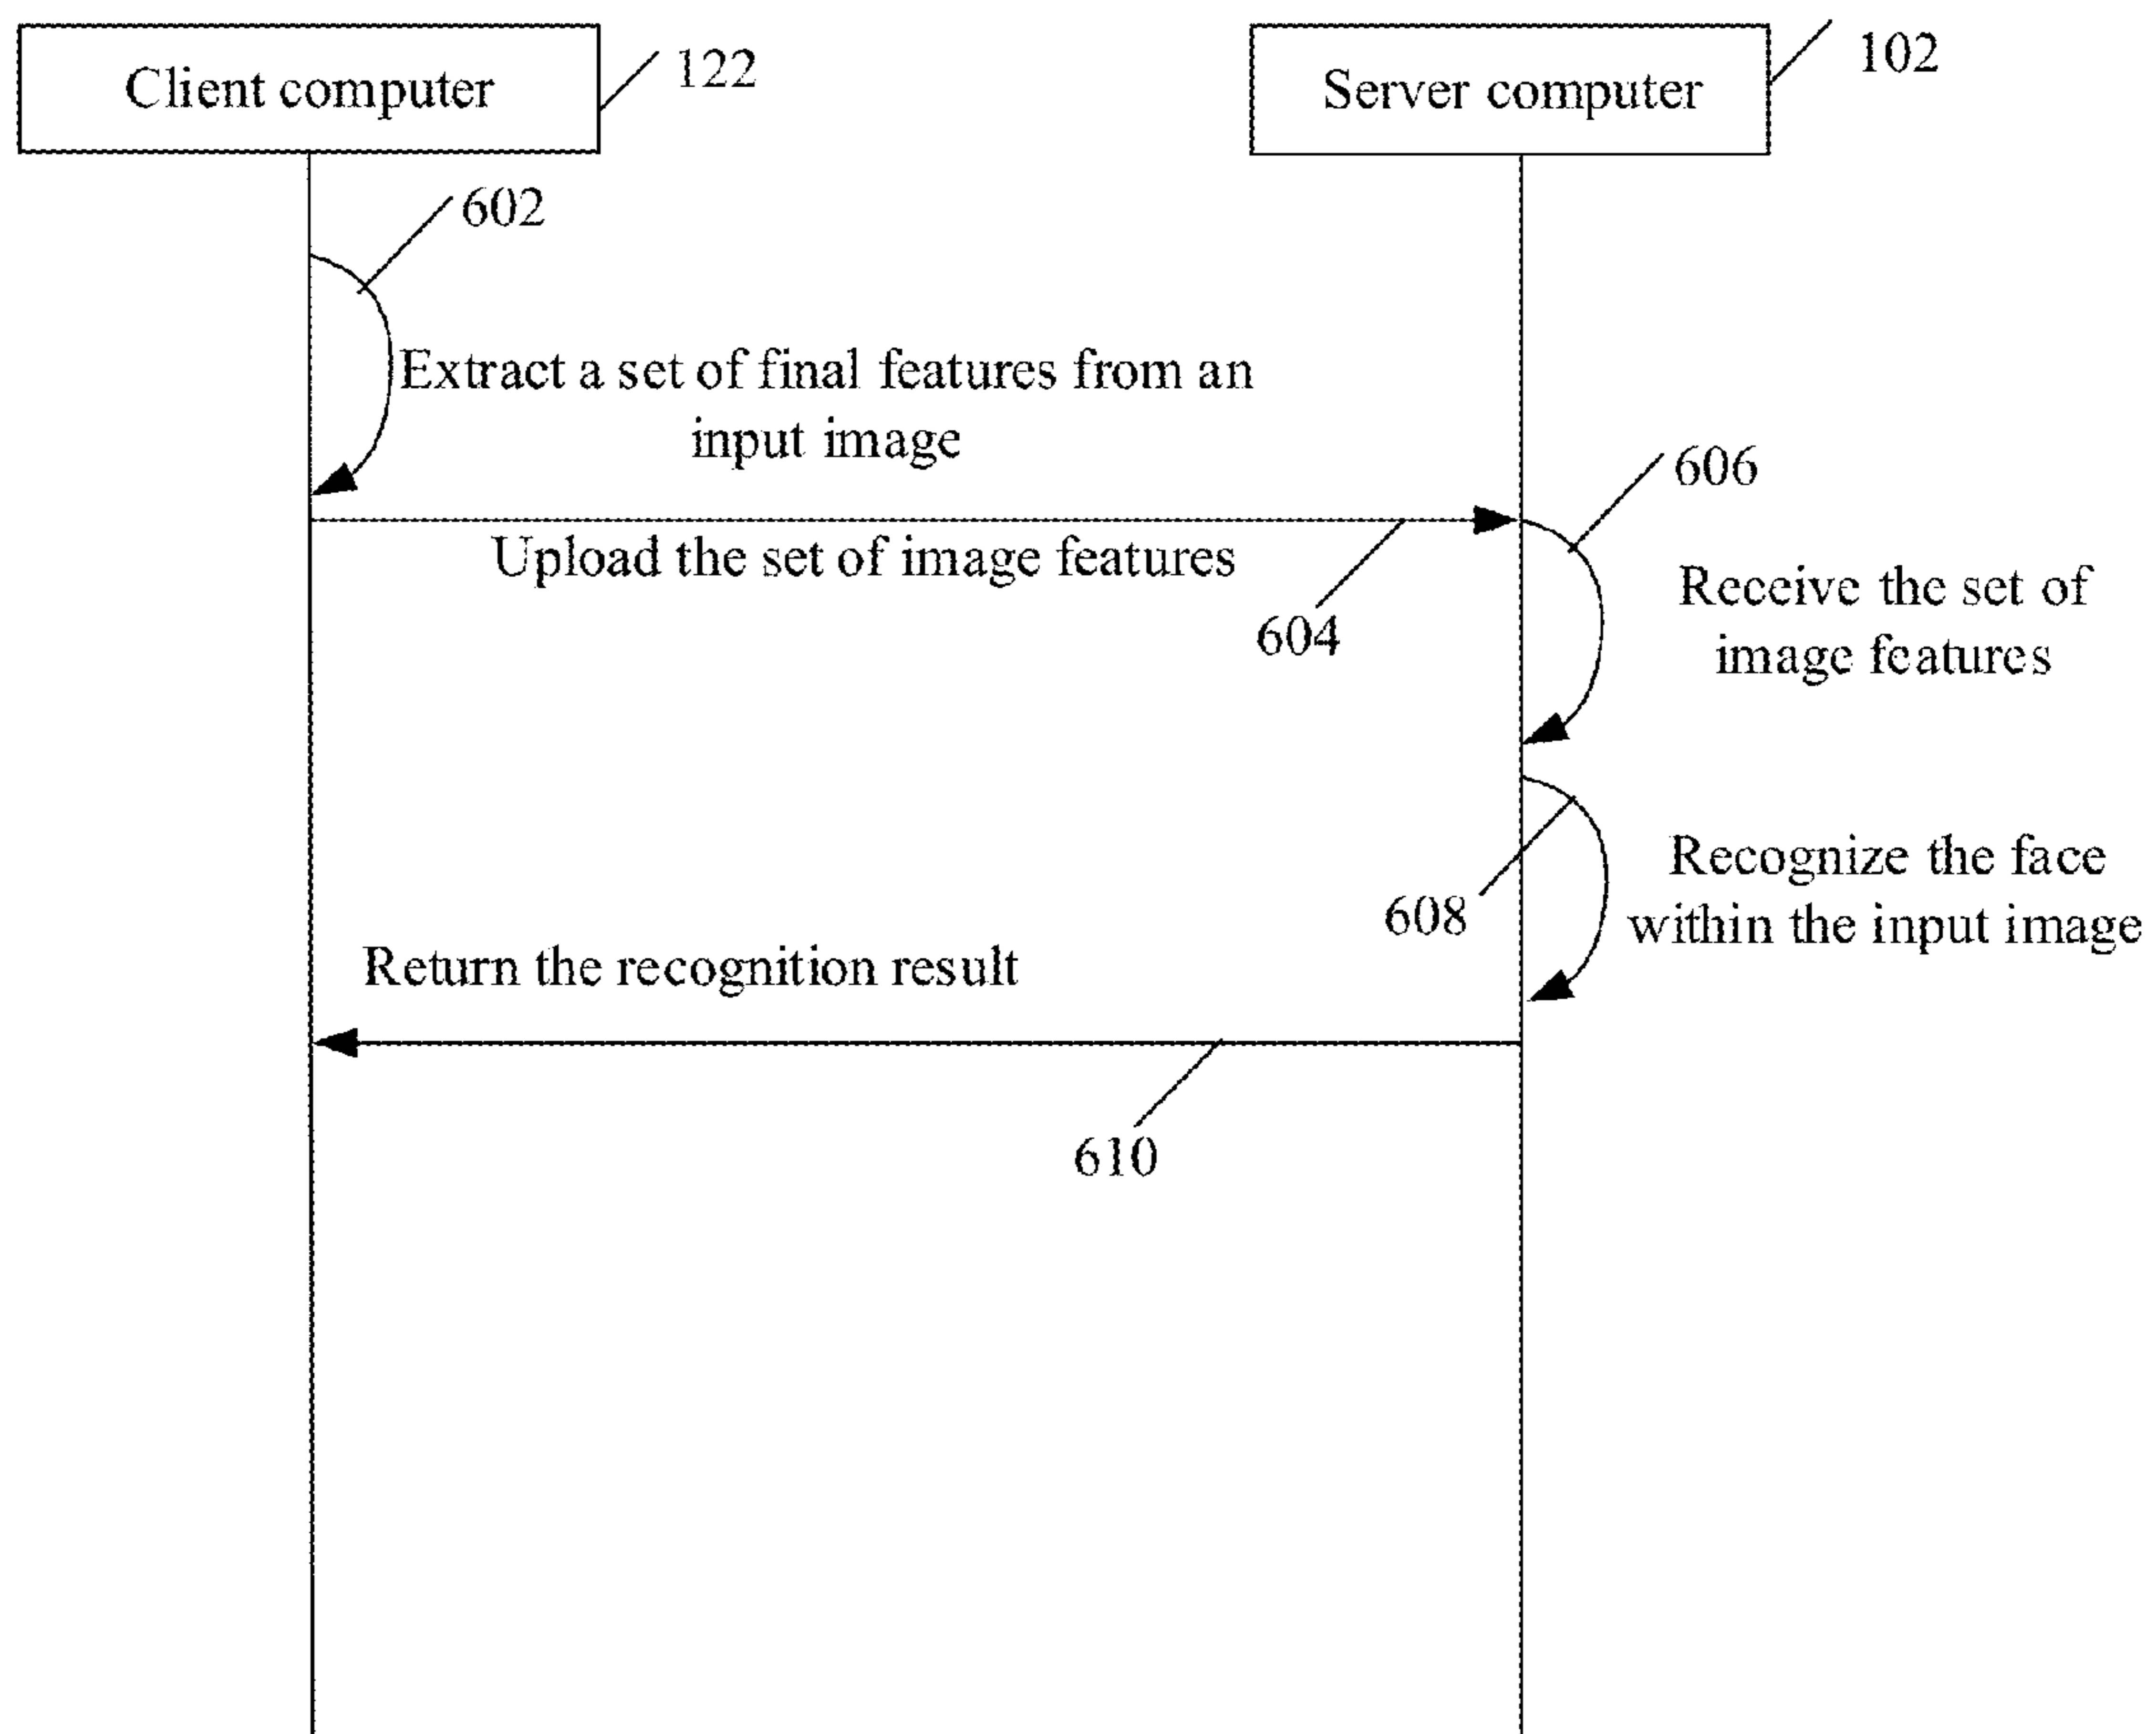 Client computer
122
Server computer
102
602
Extract a set of final features from an
input image
606
Upload the set of image features
604
Receive the set of
image features
Recognize the face
within the input image
608
Return the recognition result
610